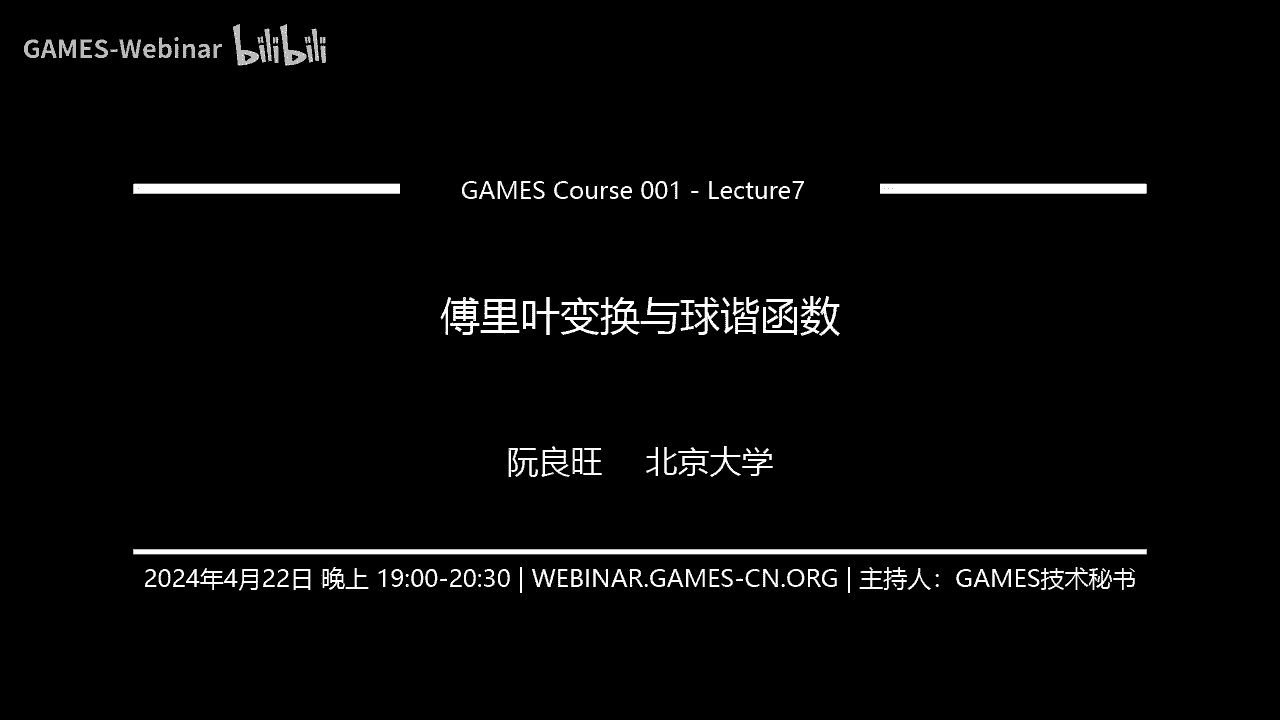 GAMES-Webinar bilibili
GAMES Course 001 - Lecture7
傅里叶变换与球谐函数
阮良旺 北京大学
2024年4月22日 晚上 19:00-20:30 | WEBINAR.GAMES-CN.ORG | 主持人：GAMES技术秘书